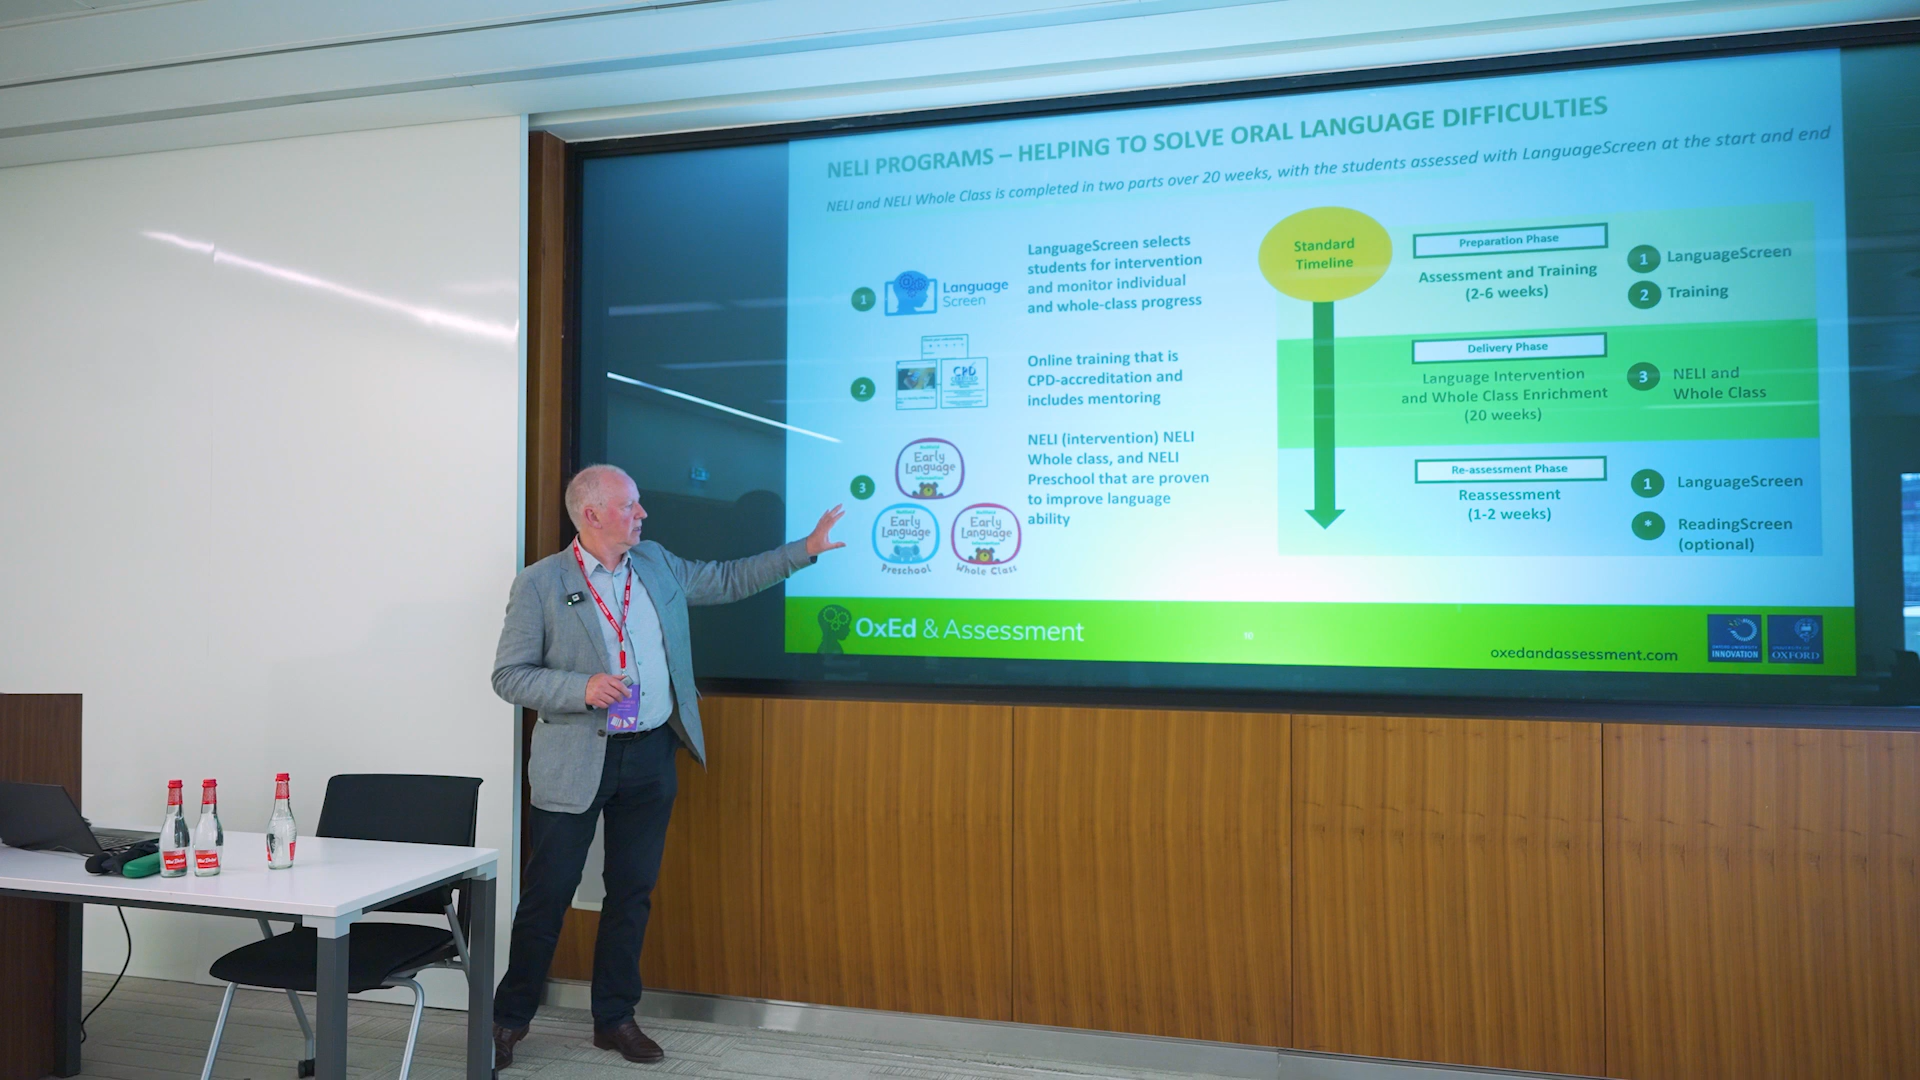 NELI PROGRAMS – HELPING TO SOLVE ORAL LANGUAGE DIFFICULTIES
NELI and NELI Whole Class is completed in two parts over 20 weeks, with the students assessed with LanguageScreen at the start and end
1
Language
Screen
LanguageScreen selects
students for intervention
and monitor individual
and whole-class progress
2
CPD
Online training that is
CPD-accreditation and
includes mentoring
3
Early
Language
Early
Language
Preschool
Early
Language
Whole Class
NELI (intervention) NELI
Whole class, and NELI
Preschool that are proven
to improve language
ability
Standard
Timeline
Preparation Phase
Assessment and Training
(2-6 weeks)
1 LanguageScreen
2 Training
Delivery Phase
Language Intervention
and Whole Class Enrichment
(20 weeks)
3 NELI and
Whole Class
Re-assessment Phase
Reassessment
(1-2 weeks)
1 LanguageScreen
* ReadingScreen
(optional)
OxEd & Assessment
oxedandassessment.com
INNOVATION
UNIVERSITY OF
OXFORD